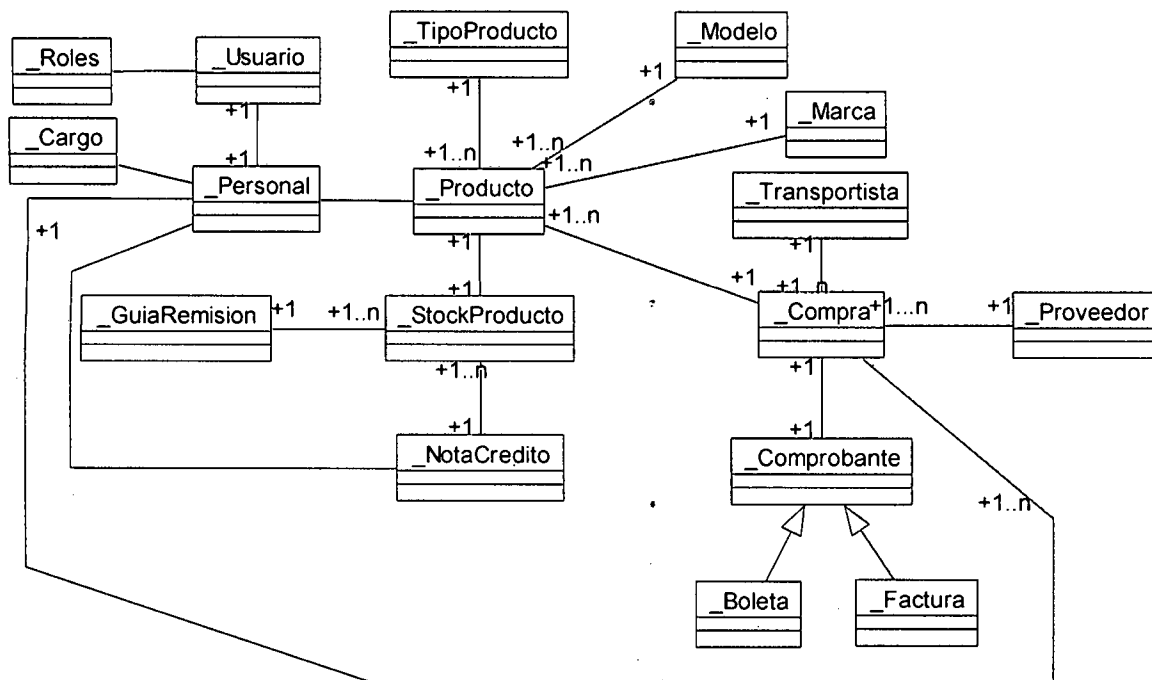 _TipoProducto
_Modelo
_Roles
_Usuario
+1
+1
_Marca
+1
+1
_Cargo
+1..n
+1..n
+1..n
+1
_Personal
_Producto
_Transportista
+1
+1..n
+1
+1
+1
+1
+1..n
_GuiaRemision
+1
+1..n
_StockProducto
_Compra
+1...n
+1
_Proveedor
+1..n
+1
+1
+1
_NotaCredito
_Comprobante
+1..n
_Boleta
_Factura